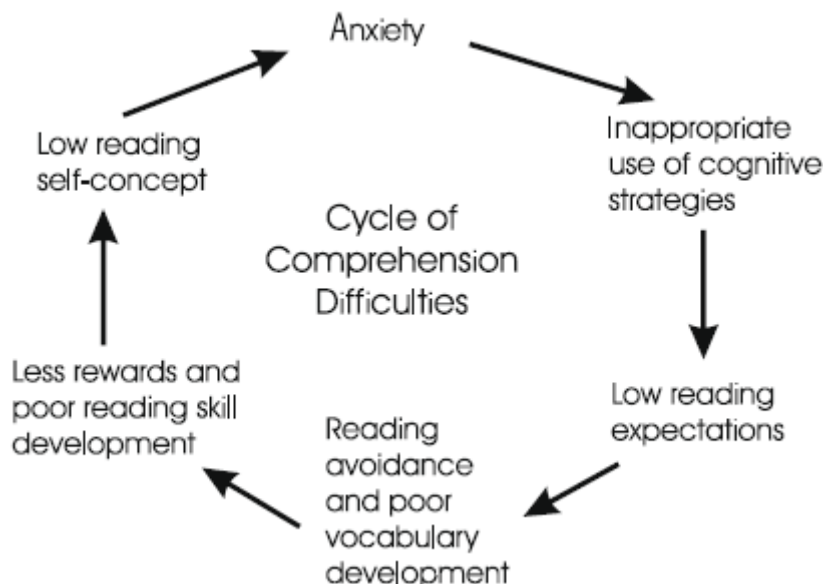 Anxiety
Inappropriate
use of cognitive
strategies
Low reading
expectations
Reading
avoidance
and poor
vocabulary
development
Less rewards and
poor reading skill
development
Low reading
self-concept
Cycle of
Comprehension
Difficulties